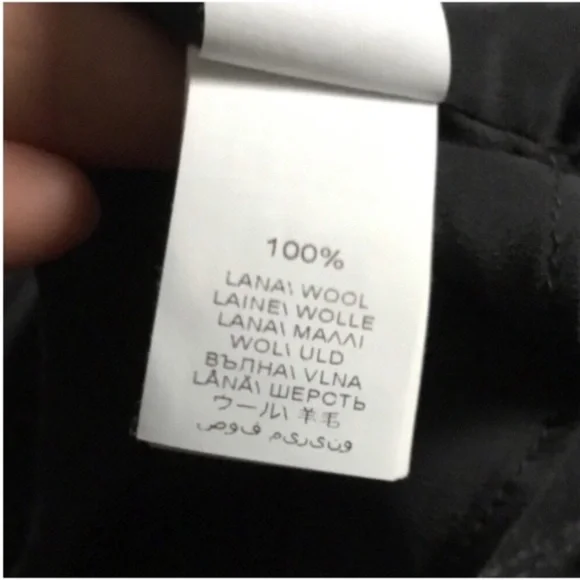 100%
LANA\ WOOL
LAINE\ WOLLE
LANA\ ΜΑΛΛΙ
WOL\ ULD
ВЪЛНА\ VLNA
LÂNĂ\ ШЕРСТЬ
ウール\ 羊毛